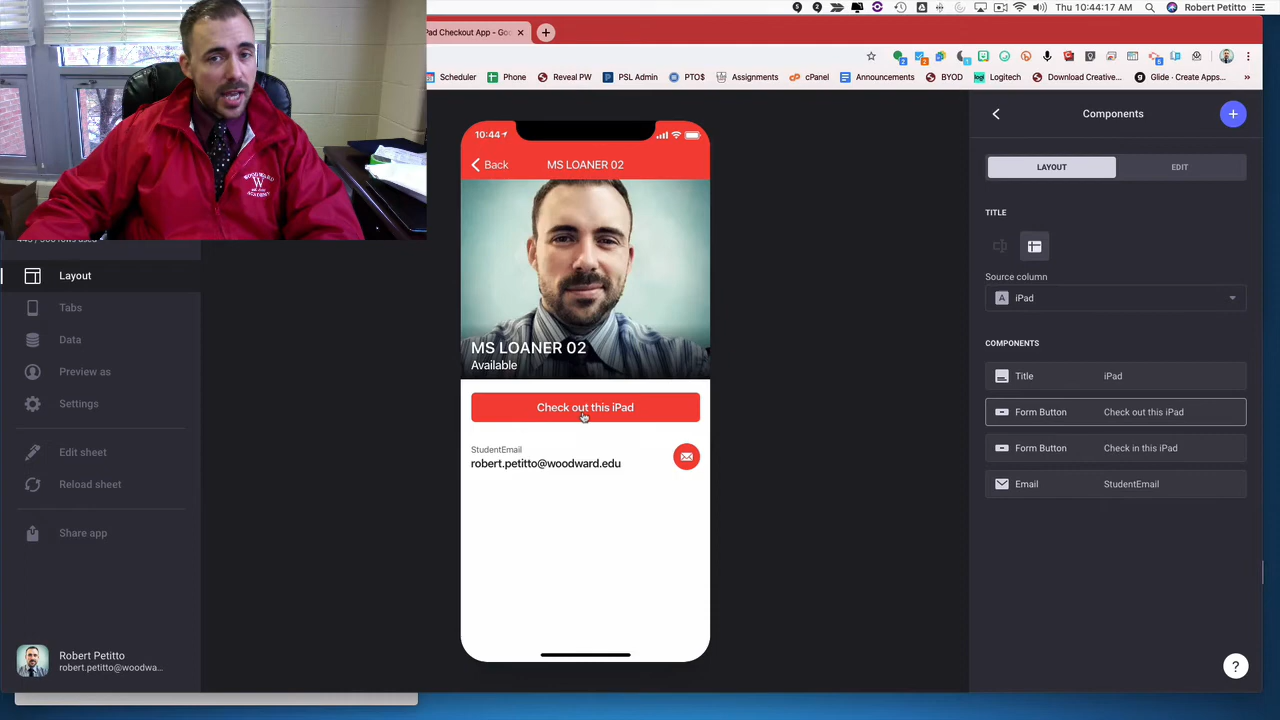 Thu 10:44:17 AM Robert Petitto
Pad Checkout App - Goo
Scheduler Phone Reveal PW PSL Admin PTO$ Assignments cPanel Announcements BYOD Logitech Download Creative... Glide · Create Apps... »
WOODWARD
W
ACADEMY
Layout
Tabs
Data
Preview as
Settings
Edit sheet
Reload sheet
Share app
Robert Petitto
robert.petitto@woodwa...
10:44
Back MS LOANER 02
MS LOANER 02
Available
Check out this iPad
StudentEmail
robert.petitto@woodward.edu
Components
LAYOUT EDIT
TITLE
Source column
A iPad
COMPONENTS
Title iPad
Form Button Check out this iPad
Form Button Check in this iPad
Email StudentEmail
?